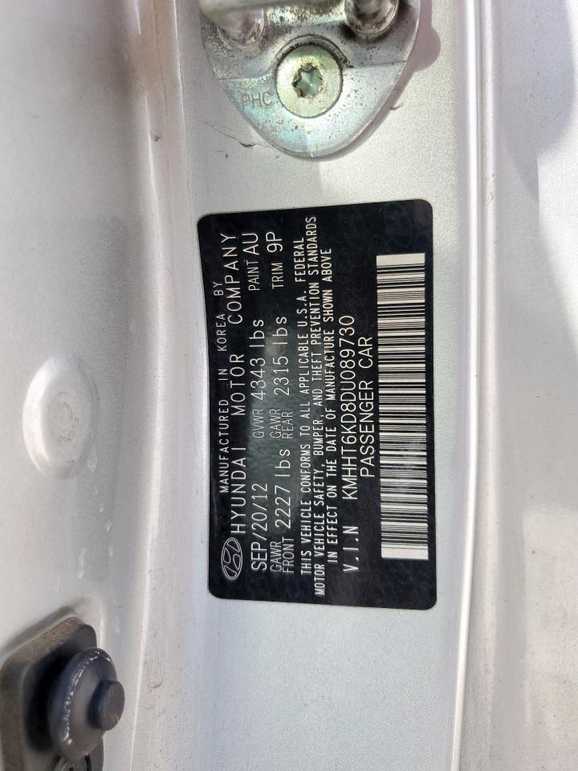 PHC
MANUFACTURED IN KOREA BY
HYUNDAI MOTOR COMPANY
SEP/20/12 GVWR 4343 lbs PAINT AU
GAWR FRONT 2227 lbs GAWR REAR 2315 lbs TRIM 9P
THIS VEHICLE CONFORMS TO ALL APPLICABLE U.S.A. FEDERAL
MOTOR VEHICLE SAFETY, BUMPER, AND THEFT PREVENTION STANDARDS
IN EFFECT ON THE DATE OF MANUFACTURE SHOWN ABOVE
V.I.N KMHHT6KD8DU089730
PASSENGER CAR